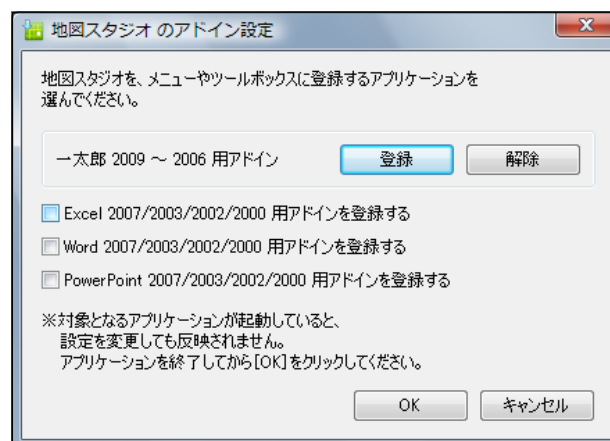 地図スタジオ のアドイン設定
地図スタジオを、メニューやツールボックスに登録するアプリケーションを
選んでください。
一太郎 2009 ～ 2006 用アドイン 登録 解除
Excel 2007/2003/2002/2000 用アドインを登録する
Word 2007/2003/2002/2000 用アドインを登録する
PowerPoint 2007/2003/2002/2000 用アドインを登録する
※対象となるアプリケーションが起動していると、
設定を変更しても反映されません。
アプリケーションを終了してから[OK]をクリックしてください。
OK キャンセル